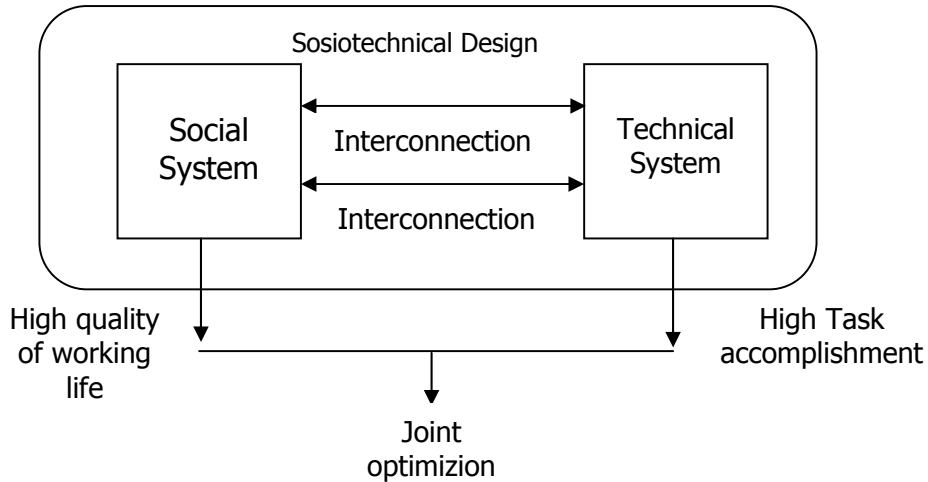 Sosiotechnical Design
Social
System
Interconnection
Interconnection
Technical
System
High quality
of working
life
High Task
accomplishment
Joint
optimizion